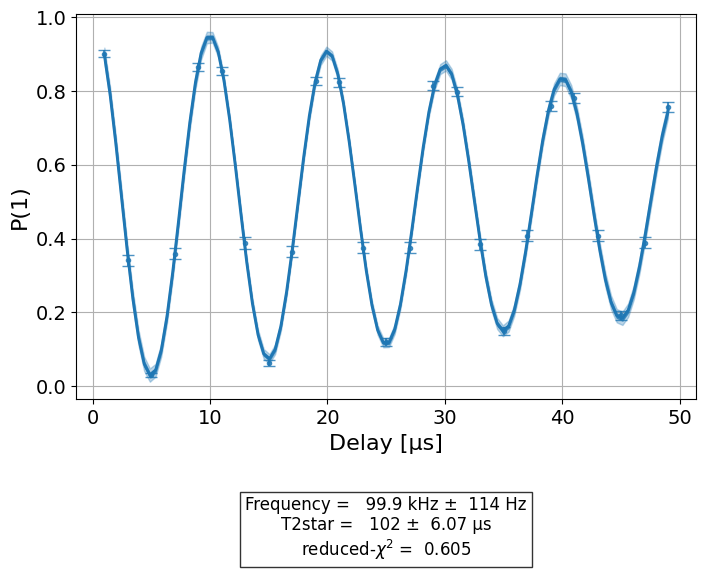 1.0
0.8
0.6
0.4
0.2
0.0
P(1)
0 10 20 30 40 50
Delay [µs]
Frequency = 99.9 kHz ± 114 Hz
T2star = 102 ± 6.07 µs
reduced-χ² = 0.605